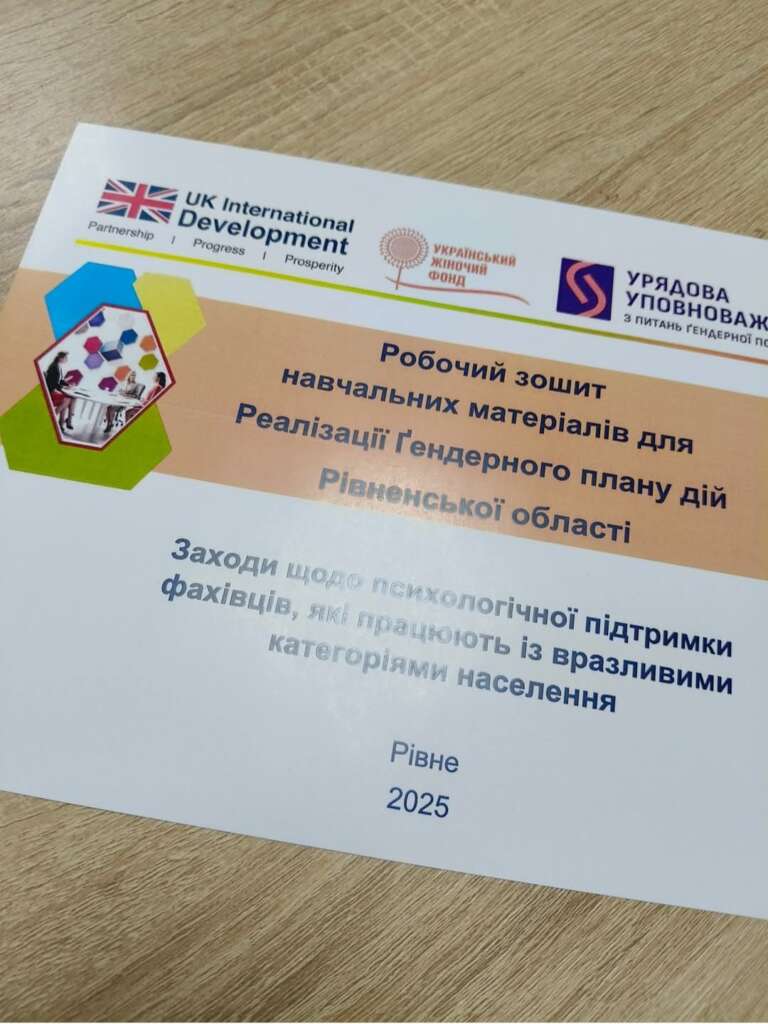 UK International
Development
Partnership | Progress | Prosperity
УКРАЇНСЬКИЙ
ЖІНОЧИЙ
ФОНД
УРЯДОВА
УПОВНОВАЖ
З ПИТАНЬ ҐЕНДЕРНОЇ ПО
Робочий зошит
навчальних матеріалів для
Реалізації Ґендерного плану дій
Рівненської області
Заходи щодо психологічної підтримки
фахівців, які працюють із вразливими
категоріями населення
Рівне
2025